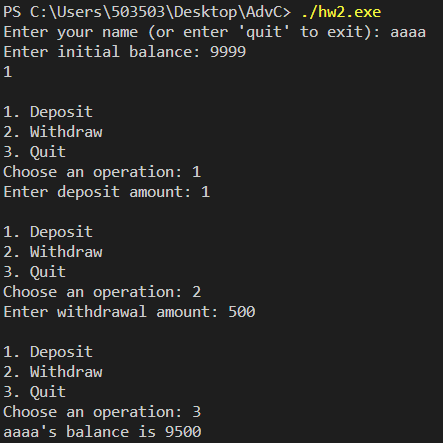 PS C:\Users\503503\Desktop\AdvC> ./hw2.exe
Enter your name (or enter 'quit' to exit): aaaa
Enter initial balance: 9999
1
1. Deposit
2. Withdraw
3. Quit
Choose an operation: 1
Enter deposit amount: 1
1. Deposit
2. Withdraw
3. Quit
Choose an operation: 2
Enter withdrawal amount: 500
1. Deposit
2. Withdraw
3. Quit
Choose an operation: 3
aaaa's balance is 9500